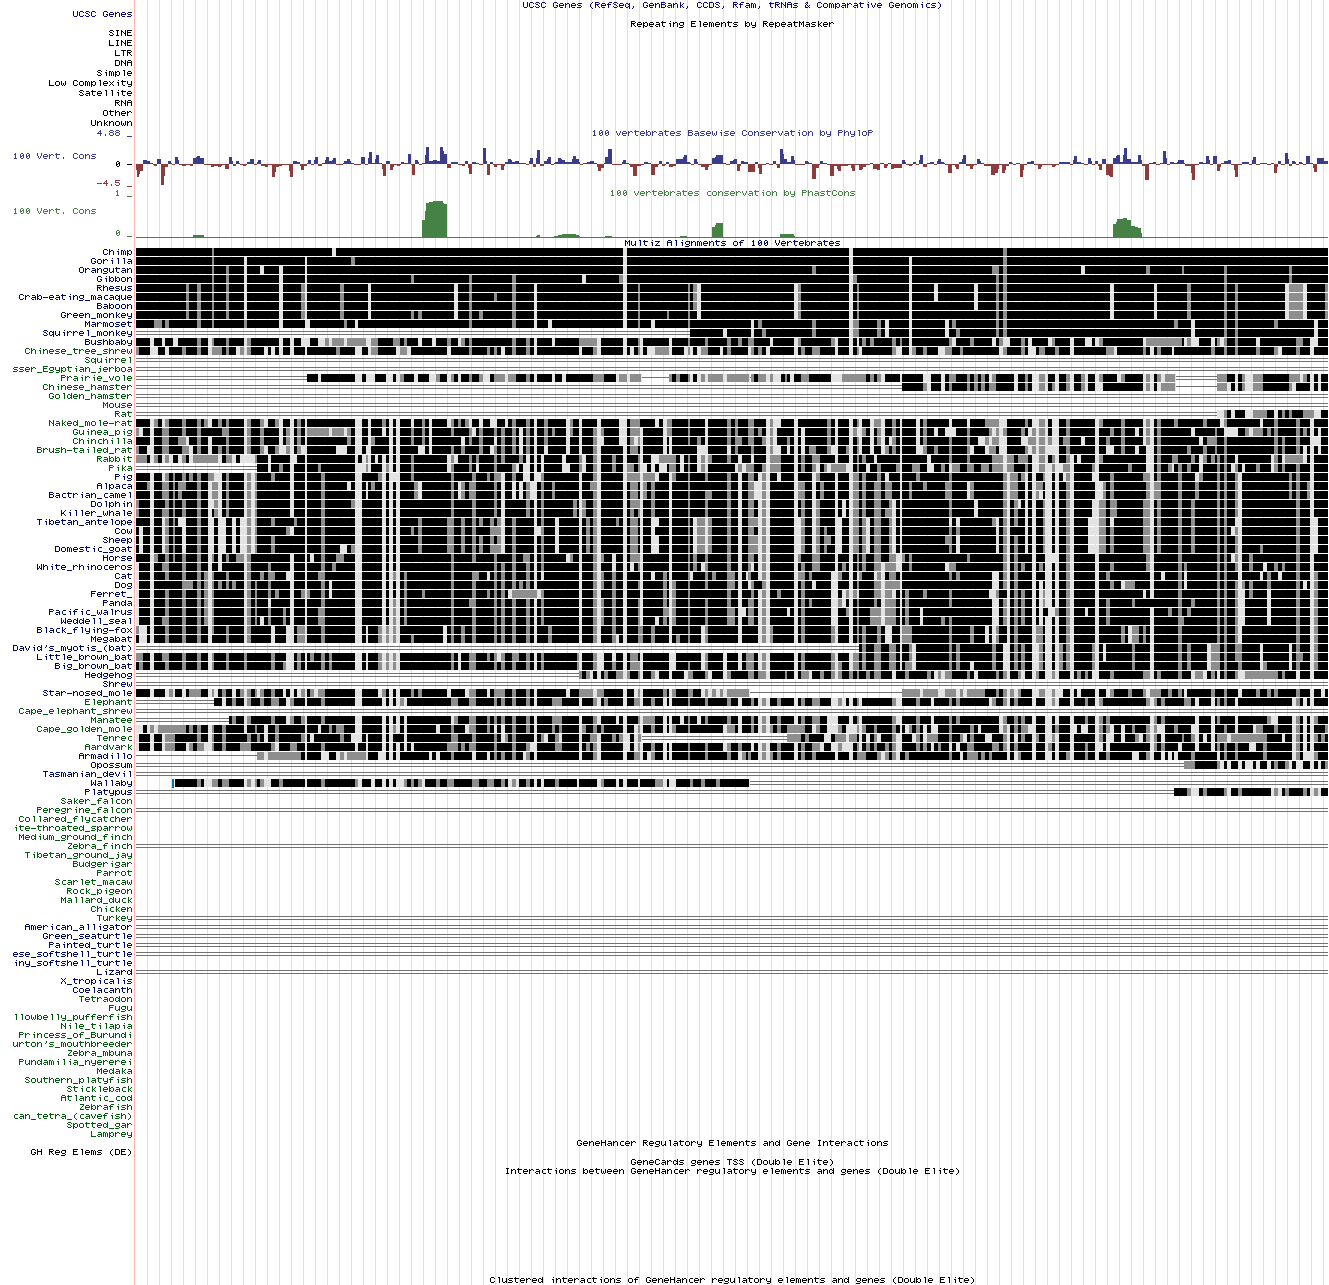 UCSC Genes (RefSeq, GenBank, CCDS, Rfam, tRNAs & Comparative Genomics)
UCSC Genes
Repeating Elements by RepeatMasker
SINE
LINE
LTR
DNA
Simple
Low Complexity
Satellite
RNA
Other
Unknown
4.88 _
100 vertebrates Basewise Conservation by PhyloP
100 Vert. Cons
0 _
-4.5 _
100 vertebrates conservation by PhastCons
1 _
100 Vert. Cons
0 _
Multiz Alignments of 100 Vertebrates
Chimp
Gorilla
Orangutan
Gibbon
Rhesus
Crab-eating_macaque
Baboon
Green_monkey
Marmoset
Squirrel_monkey
Bushbaby
Chinese_tree_shrew
Squirrel
sser_Egyptian_jerboa
Prairie_vole
Chinese_hamster
Golden_hamster
Mouse
Rat
Naked_mole-rat
Guinea_pig
Chinchilla
Brush-tailed_rat
Rabbit
Pika
Pig
Alpaca
Bactrian_camel
Dolphin
Killer_whale
Tibetan_antelope
Cow
Sheep
Domestic_goat
Horse
White_rhinoceros
Cat
Dog
Ferret_
Panda
Pacific_walrus
Weddell_seal
Black_flying-fox
Megabat
David's_myotis_(bat)
Little_brown_bat
Big_brown_bat
Hedgehog
Shrew
Star-nosed_mole
Elephant
Cape_elephant_shrew
Manatee
Cape_golden_mole
Tenrec
Aardvark
Armadillo
Opossum
Tasmanian_devil
Wallaby
Platypus
Saker_falcon
Peregrine_falcon
Collared_flycatcher
ite-throated_sparrow
Medium_ground_finch
Zebra_finch
Tibetan_ground_jay
Budgerigar
Parrot
Scarlet_macaw
Rock_pigeon
Mallard_duck
Chicken
Turkey
American_alligator
Green_seaturtle
Painted_turtle
ese_softshell_turtle
iny_softshell_turtle
Lizard
X_tropicalis
Coelacanth
Tetraodon
Fugu
llowbelly_pufferfish
Nile_tilapia
Princess_of_Burundi
urton's_mouthbreeder
Zebra_mbuna
Pundamilia_nyererei
Medaka
Southern_platyfish
Stickleback
Atlantic_cod
Zebrafish
can_tetra_(cavefish)
Spotted_gar
Lamprey
GeneHancer Regulatory Elements and Gene Interactions
GH Reg Elems (DE)
GeneCards genes TSS (Double Elite)
Interactions between GeneHancer regulatory elements and genes (Double Elite)
Clustered interactions of GeneHancer regulatory elements and genes (Double Elite)